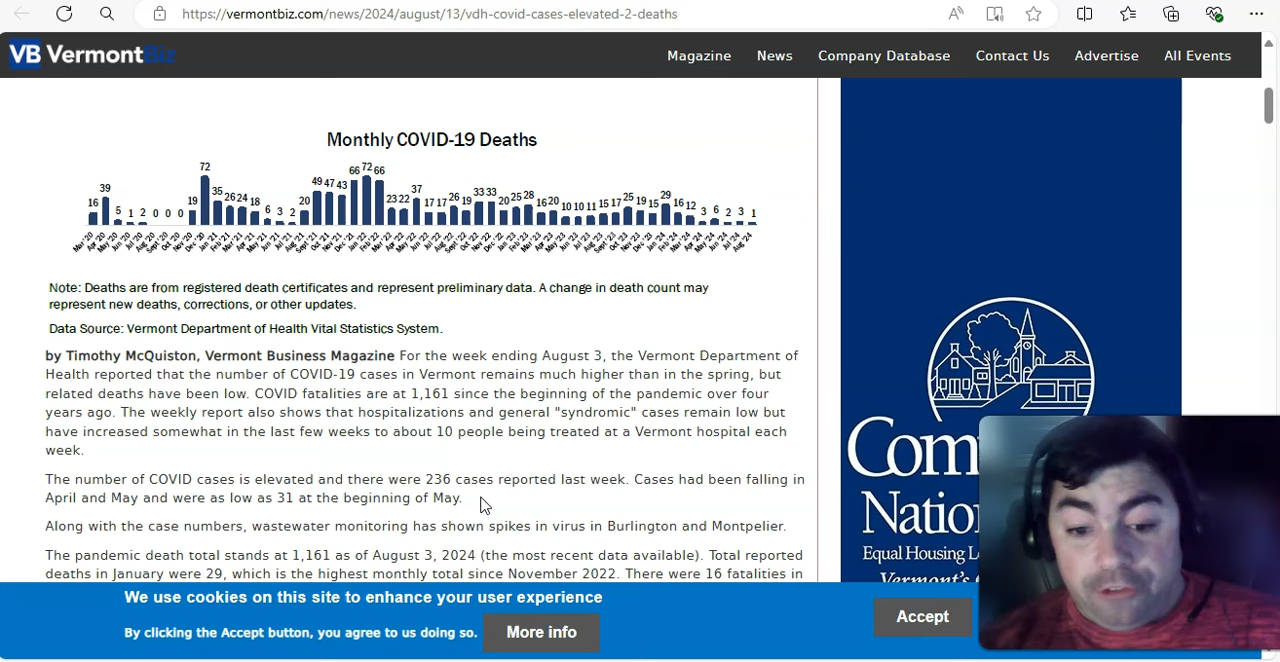 https://vermontbiz.com/news/2024/august/13/vdh-covid-cases-elevated-2-deaths
VB VermontBiz
Magazine News Company Database Contact Us Advertise All Events
Monthly COVID-19 Deaths
16 39 5 1 2 0 0 0 19 72 35 26 24 18 6 3 2 20 49 47 43 66 72 66 23 22 37 17 17 26 19 33 33 20 25 28 16 20 10 10 11 15 17 25 19 15 29 16 12 3 6 2 3 1
Note: Deaths are from registered death certificates and represent preliminary data. A change in death count may
represent new deaths, corrections, or other updates.
Data Source: Vermont Department of Health Vital Statistics System.
by Timothy McQuiston, Vermont Business Magazine For the week ending August 3, the Vermont Department of
Health reported that the number of COVID-19 cases in Vermont remains much higher than in the spring, but
related deaths have been low. COVID fatalities are at 1,161 since the beginning of the pandemic over four
years ago. The weekly report also shows that hospitalizations and general "syndromic" cases remain low but
have increased somewhat in the last few weeks to about 10 people being treated at a Vermont hospital each
week.
The number of COVID cases is elevated and there were 236 cases reported last week. Cases had been falling in
April and May and were as low as 31 at the beginning of May.
Along with the case numbers, wastewater monitoring has shown spikes in virus in Burlington and Montpelier.
The pandemic death total stands at 1,161 as of August 3, 2024 (the most recent data available). Total reported
deaths in January were 29, which is the highest monthly total since November 2022. There were 16 fatalities in
Com
Natio
Equal Housing L
Vermont's
We use cookies on this site to enhance your user experience
By clicking the Accept button, you agree to us doing so.
More info
Accept